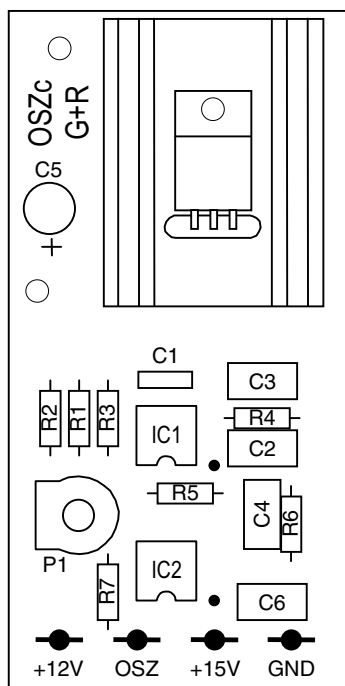 OSZc
G+R
C5
+
C1
C3
R2
R1
R3
R4
IC1
C2
R5
C4
R6
P1
R7
IC2
C6
+12V
OSZ
+15V
GND